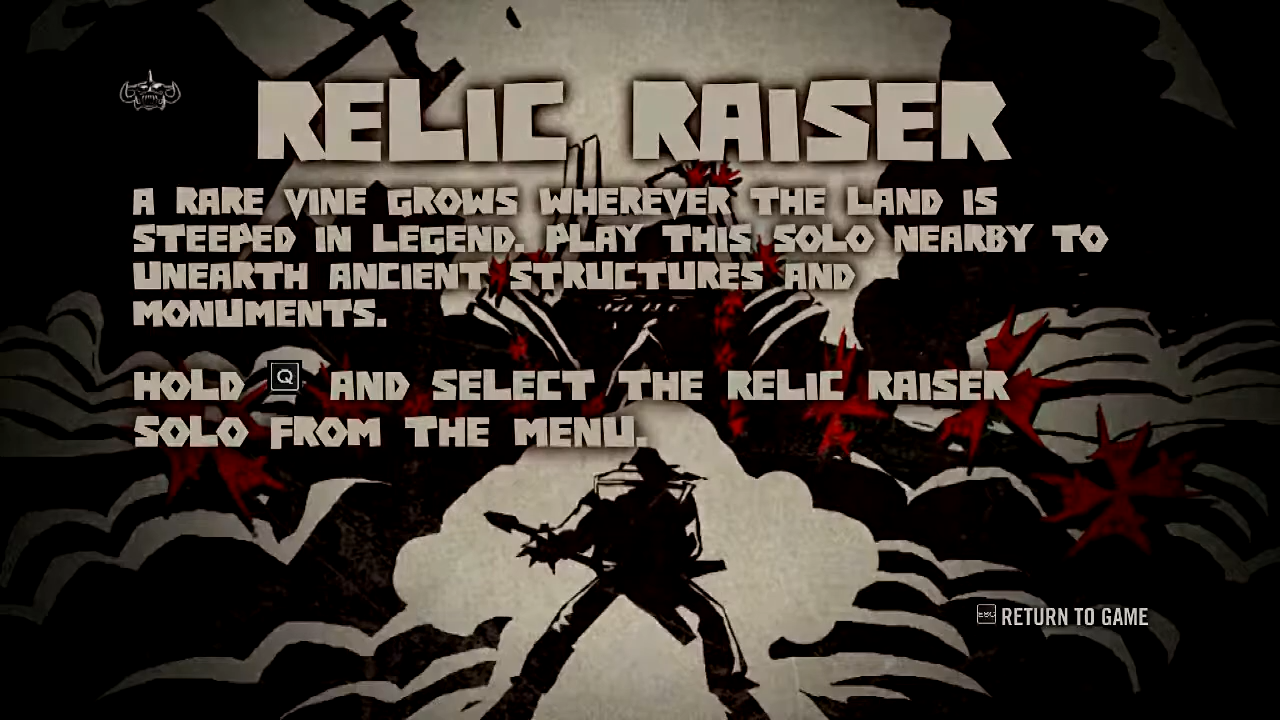 RELIC RAISER
A RARE VINE GROWS WHEREVER THE LAND IS
STEEPED IN LEGEND. PLAY THIS SOLO NEARBY TO
UNEARTH ANCIENT STRUCTURES AND
MONUMENTS.
HOLD Q AND SELECT THE RELIC RAISER
SOLO FROM THE MENU.
ESC RETURN TO GAME